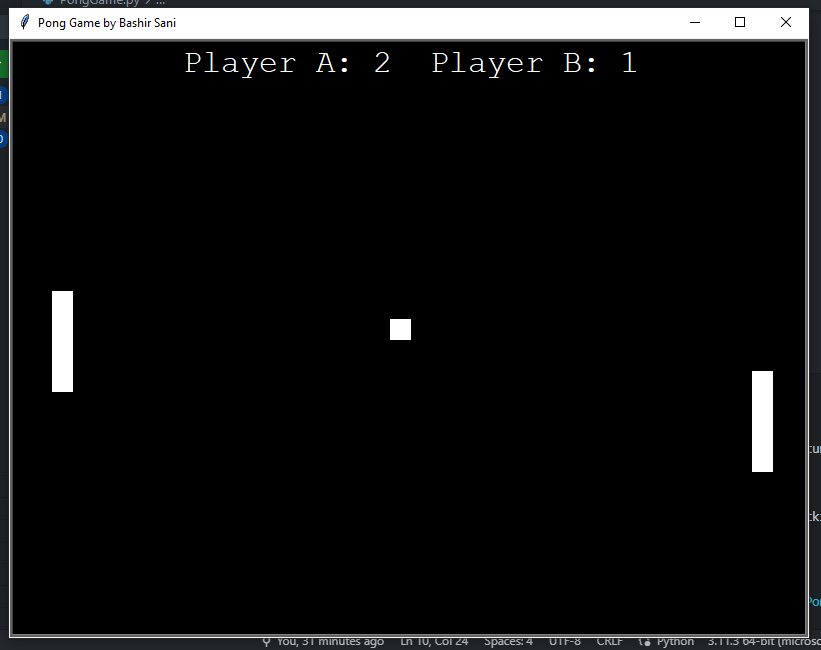 PongGame.py > ...
Pong Game by Bashir Sani
Player A: 2 Player B: 1
You, 31 minutes ago Ln 10, Col 24 Spaces: 4 UTF-8 CRLF Python 3.11.3 64-bit (microso